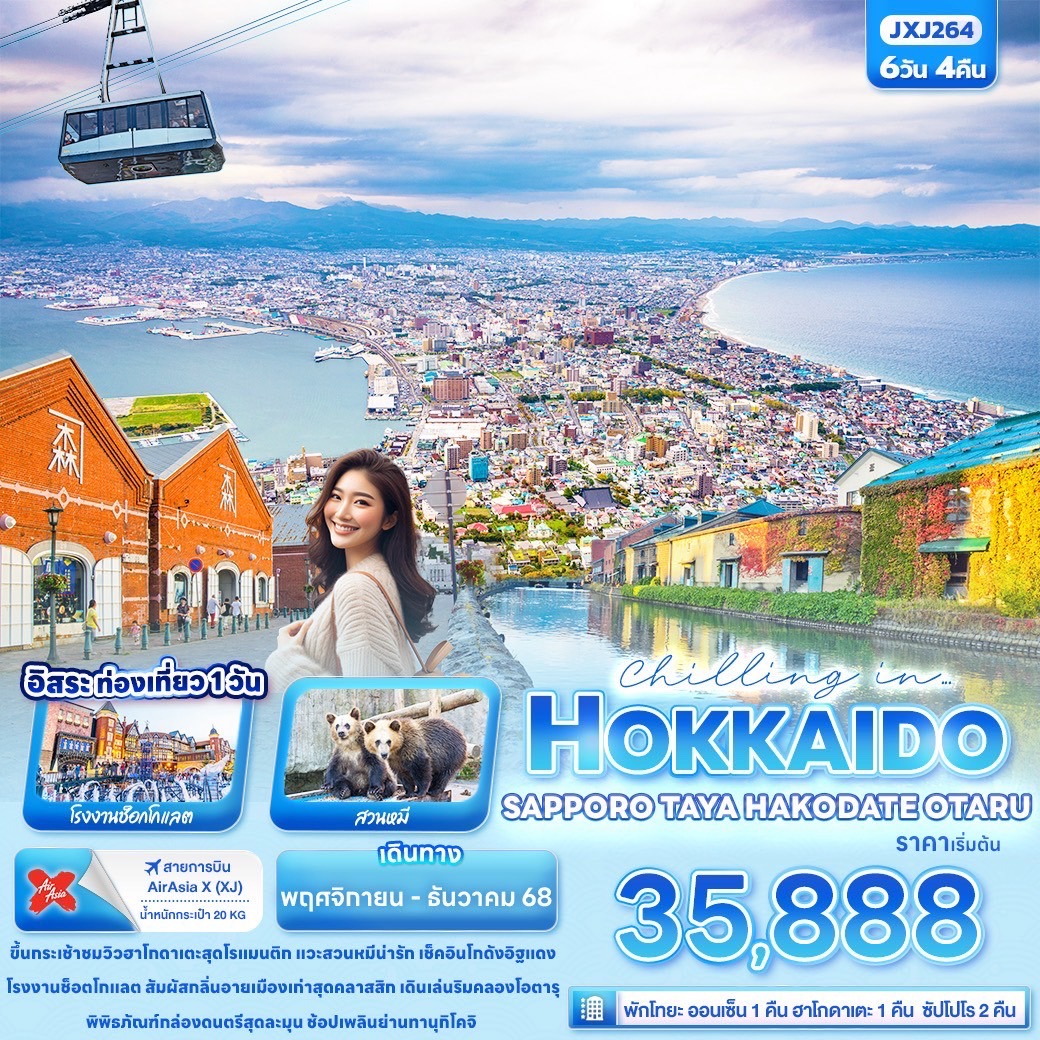 JXJ264
6วัน 4คืน
อิสระท่องเที่ยว 1 วัน
โรงงานช็อกโกแลต
สวนหมี
Chilling in...
HOKKAIDO
SAPPORO TAYA HAKODATE OTARU
ราคาเริ่มต้น
35,888
Air Asia X
สายการบิน
AirAsia X (XJ)
น้ำหนักกระเป๋า 20 KG
เดินทาง
พฤศจิกายน - ธันวาคม 68
ขึ้นกระเช้าชมวิวฮาโกดาเตะสุดโรแมนติก แวะสวนหมีน่ารัก เช็คอินโกดังอิฐแดง
โรงงานช็อตโกแลต สัมผัสกลิ่นอายเมืองเก่าสุดคลาสสิก เดินเล่นริมคลองโอตารุ
พิพิธภัณฑ์กล่องดนตรีสุดละมุน ช้อปเพลินย่านทานุกิโคจิ
พักโทยะ ออนเซ็น 1 คืน ฮาโกดาเตะ 1 คืน ซัปโปโร 2 คืน